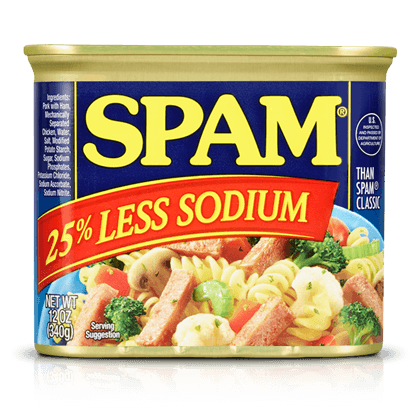 Ingredients:
Pork with Ham,
Mechanically
Separated
Chicken, Water,
Salt, Modified
Potato Starch,
Sugar, Sodium
Phosphates,
Potassium Chloride,
Sodium Ascorbate,
Sodium Nitrite.
SPAM®
U.S.
INSPECTED
AND PASSED BY
DEPARTMENT OF
AGRICULTURE
25% LESS SODIUM
THAN
SPAM®
CLASSIC
NET WT
12 OZ
(340g)
Serving
Suggestion